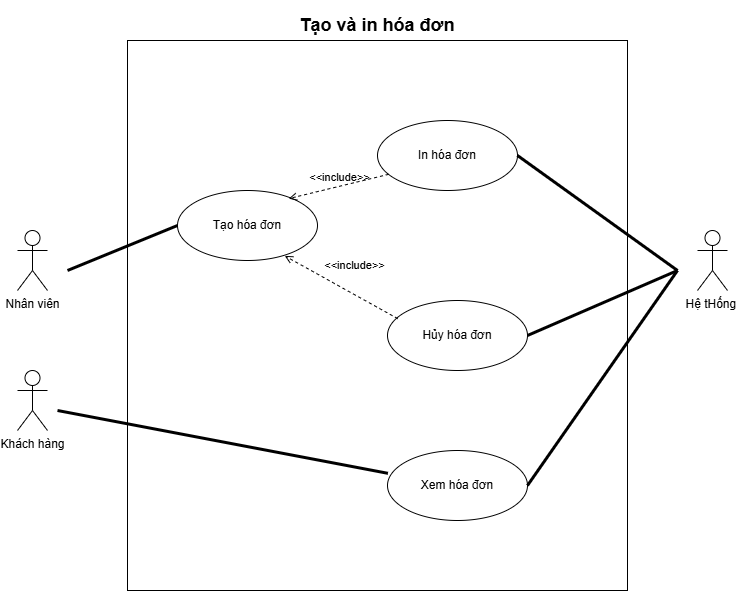 Tạo và in hóa đơn
In hóa đơn
<<include>>
Tạo hóa đơn
<<include>>
Nhân viên
Hệ tHống
Hủy hóa đơn
Khách hàng
Xem hóa đơn